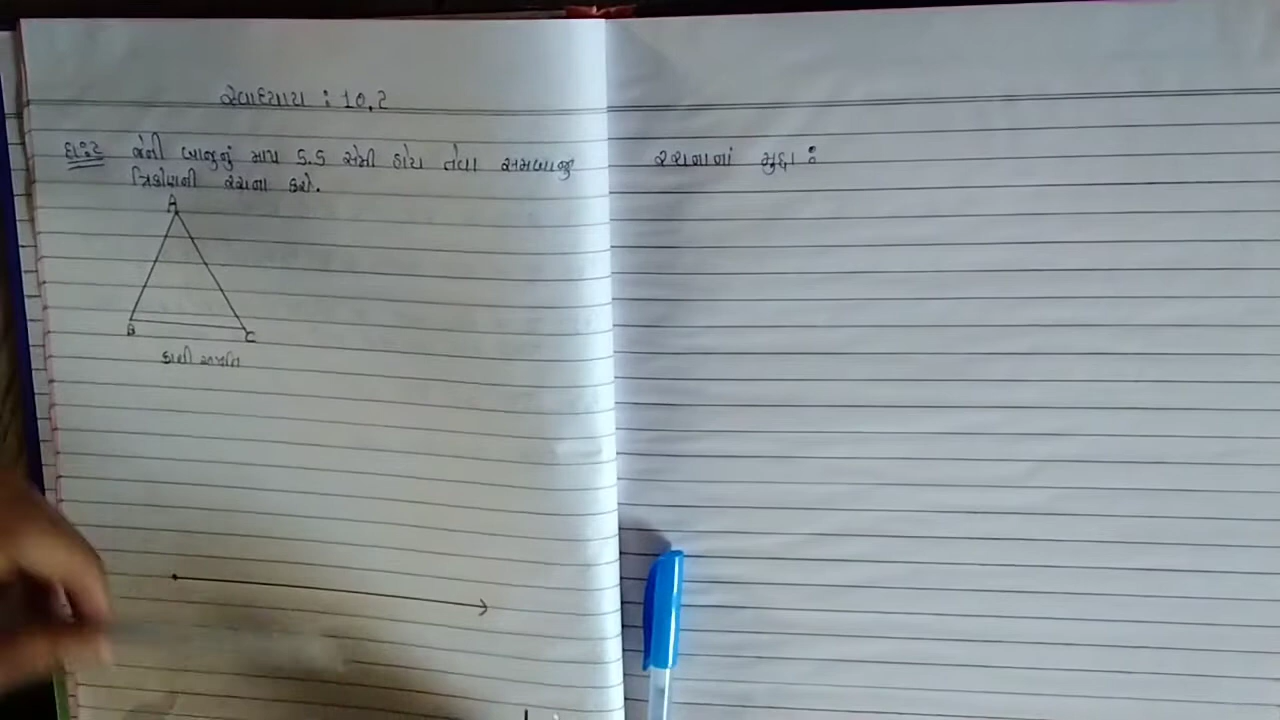 સ્વાધ્યાય : 10.2
દા:2 જેની બાજુનું માપ 5.5 સેમી હોય તેવા સમબાજુ
ત્રિકોણની રચના કરો.
A
B C
કાચી આકૃતિ
રચનાનાં મુદ્દા :